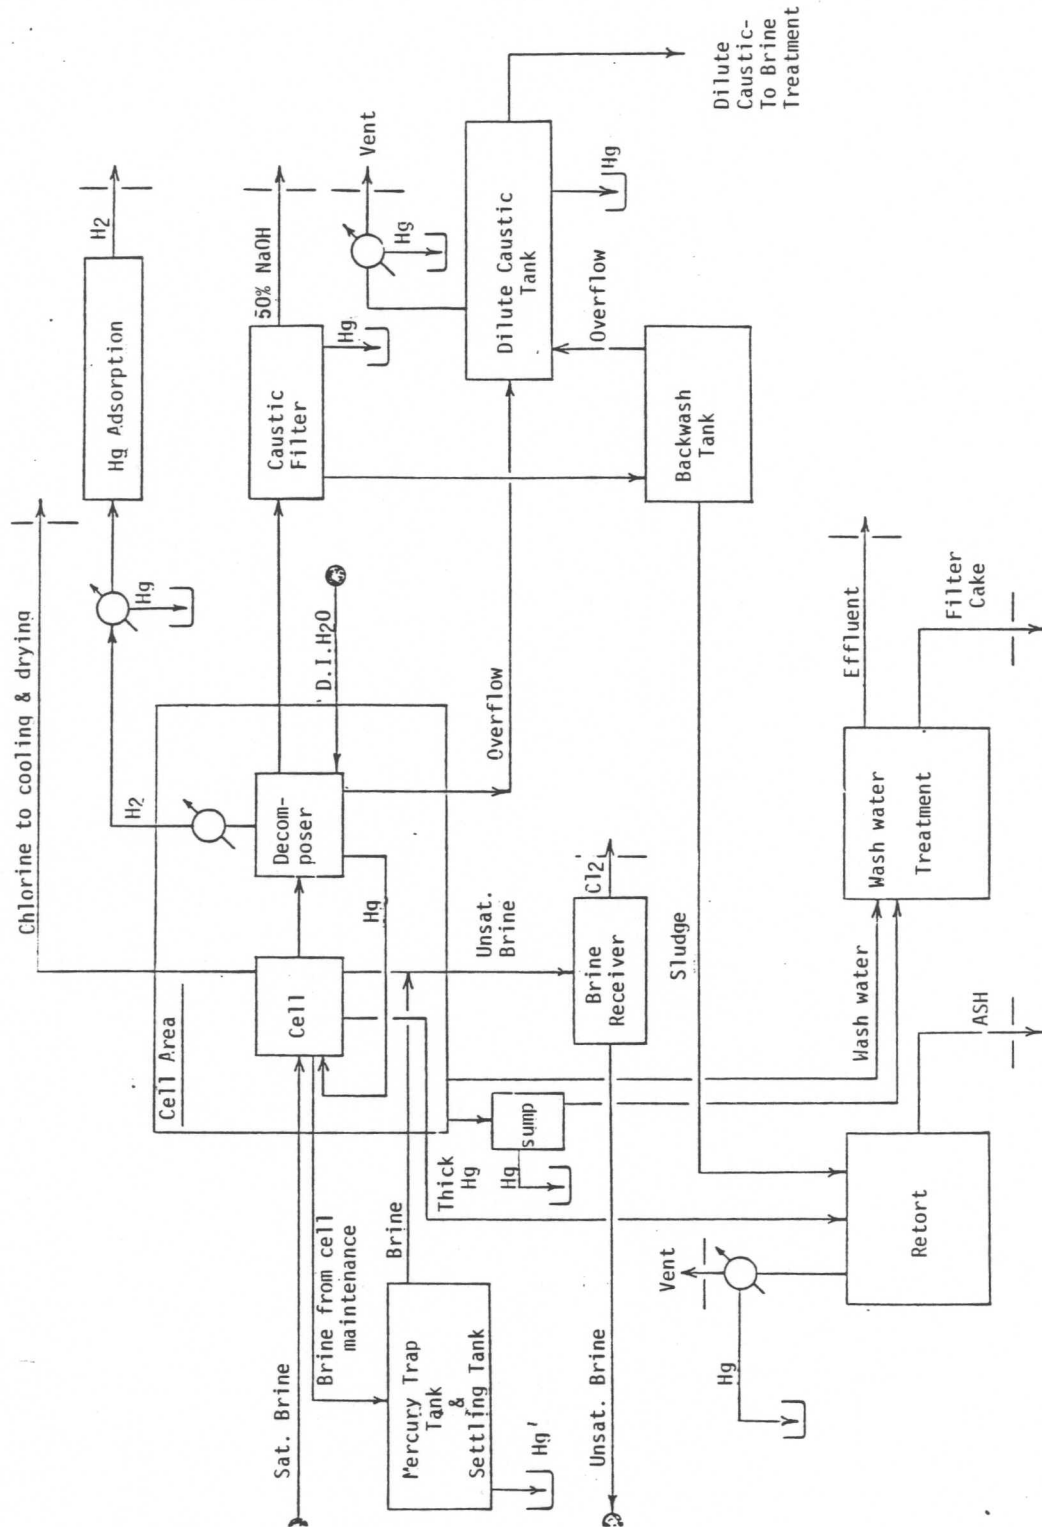 Chlorine to cooling & drying
H2
Hg
Hg Adsorption
H2
Cell Area
Sat. Brine
Cell
Decom-
poser
Hg
D.I.H2O
Caustic
Filter
50% NaOH
Hg
Vent
Hg
Brine from cell
maintenance
Mercury Trap
Tank
&
Settling Tank
Hg'
Brine
Thick
Hg
Unsat.
Brine
Overflow
Dilute Caustic
Tank
Hg
Dilute
Caustic-
To Brine
Treatment
Overflow
Backwash
Tank
sump
Hg
Brine
Receiver
Cl2
Unsat. Brine
Sludge
Wash water
Wash water
Treatment
Effluent
Filter
Cake
Vent
Hg
Retort
ASH